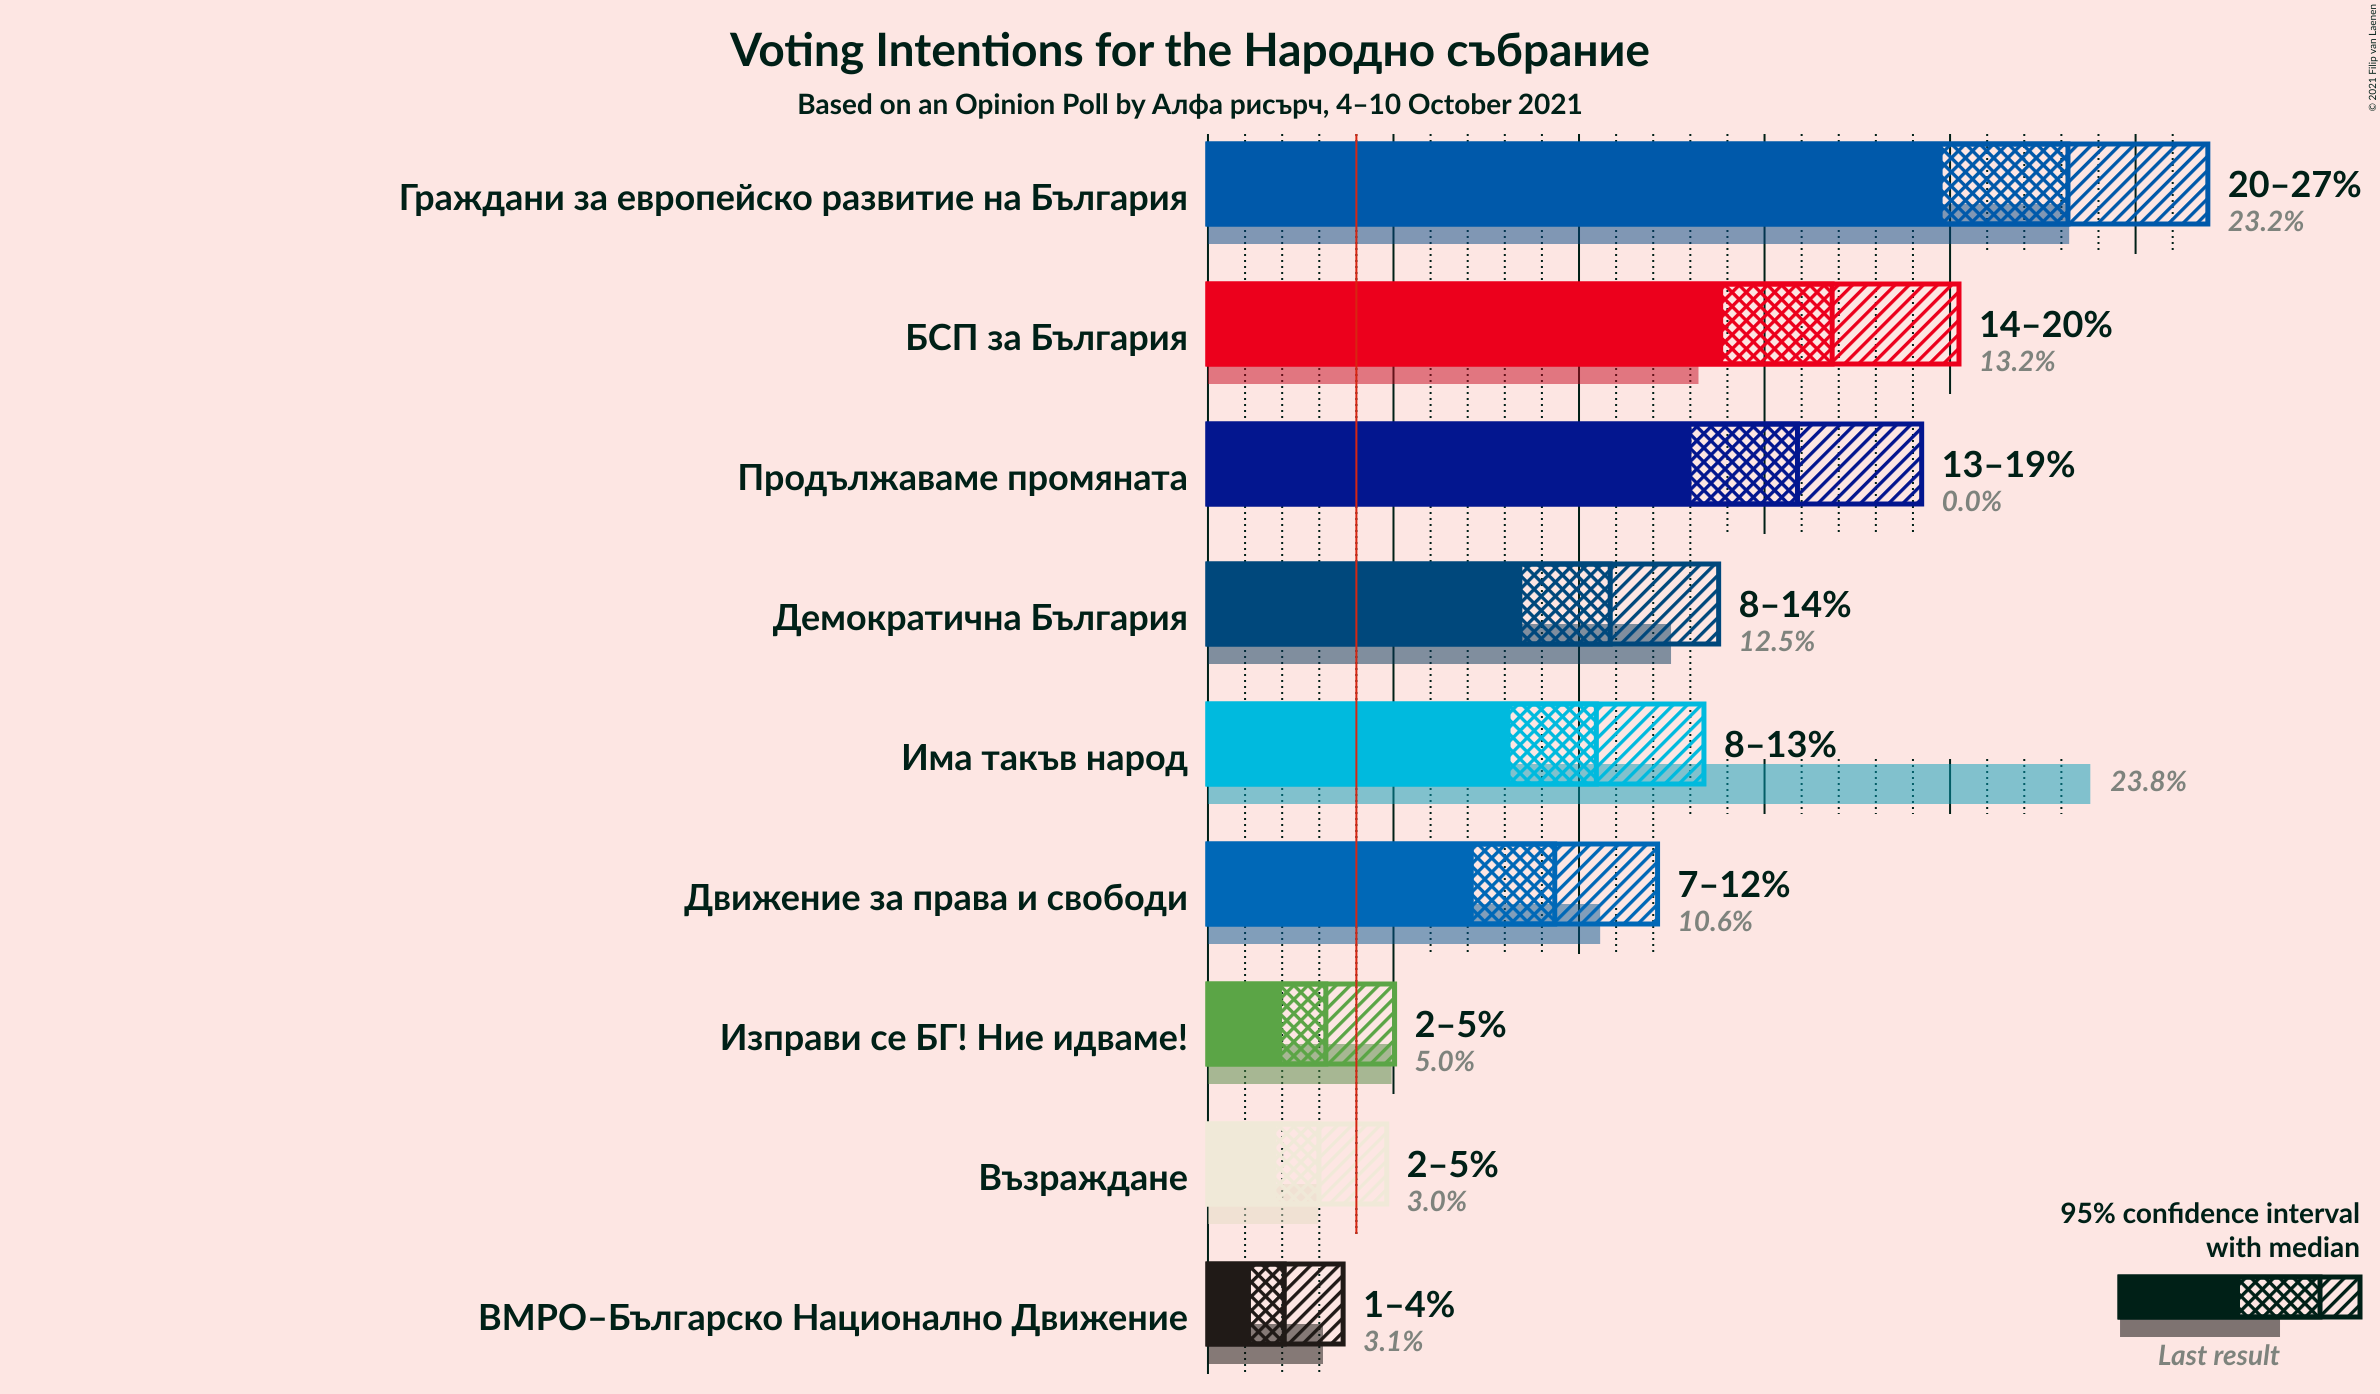 Voting Intentions for the Народно събрание
Based on an Opinion Poll by Алфа рисърч, 4–10 October 2021
© 2021 Filip van Laenen
Граждани за европейско развитие на България
20–27%
23.2%
БСП за България
14–20%
13.2%
Продължаваме промяната
13–19%
0.0%
Демократична България
8–14%
12.5%
Има такъв народ
8–13%
23.8%
Движение за права и свободи
7–12%
10.6%
Изправи се БГ! Ние идваме!
2–5%
5.0%
Възраждане
2–5%
3.0%
ВМРО–Българско Национално Движение
1–4%
3.1%
95% confidence interval
with median
Last result